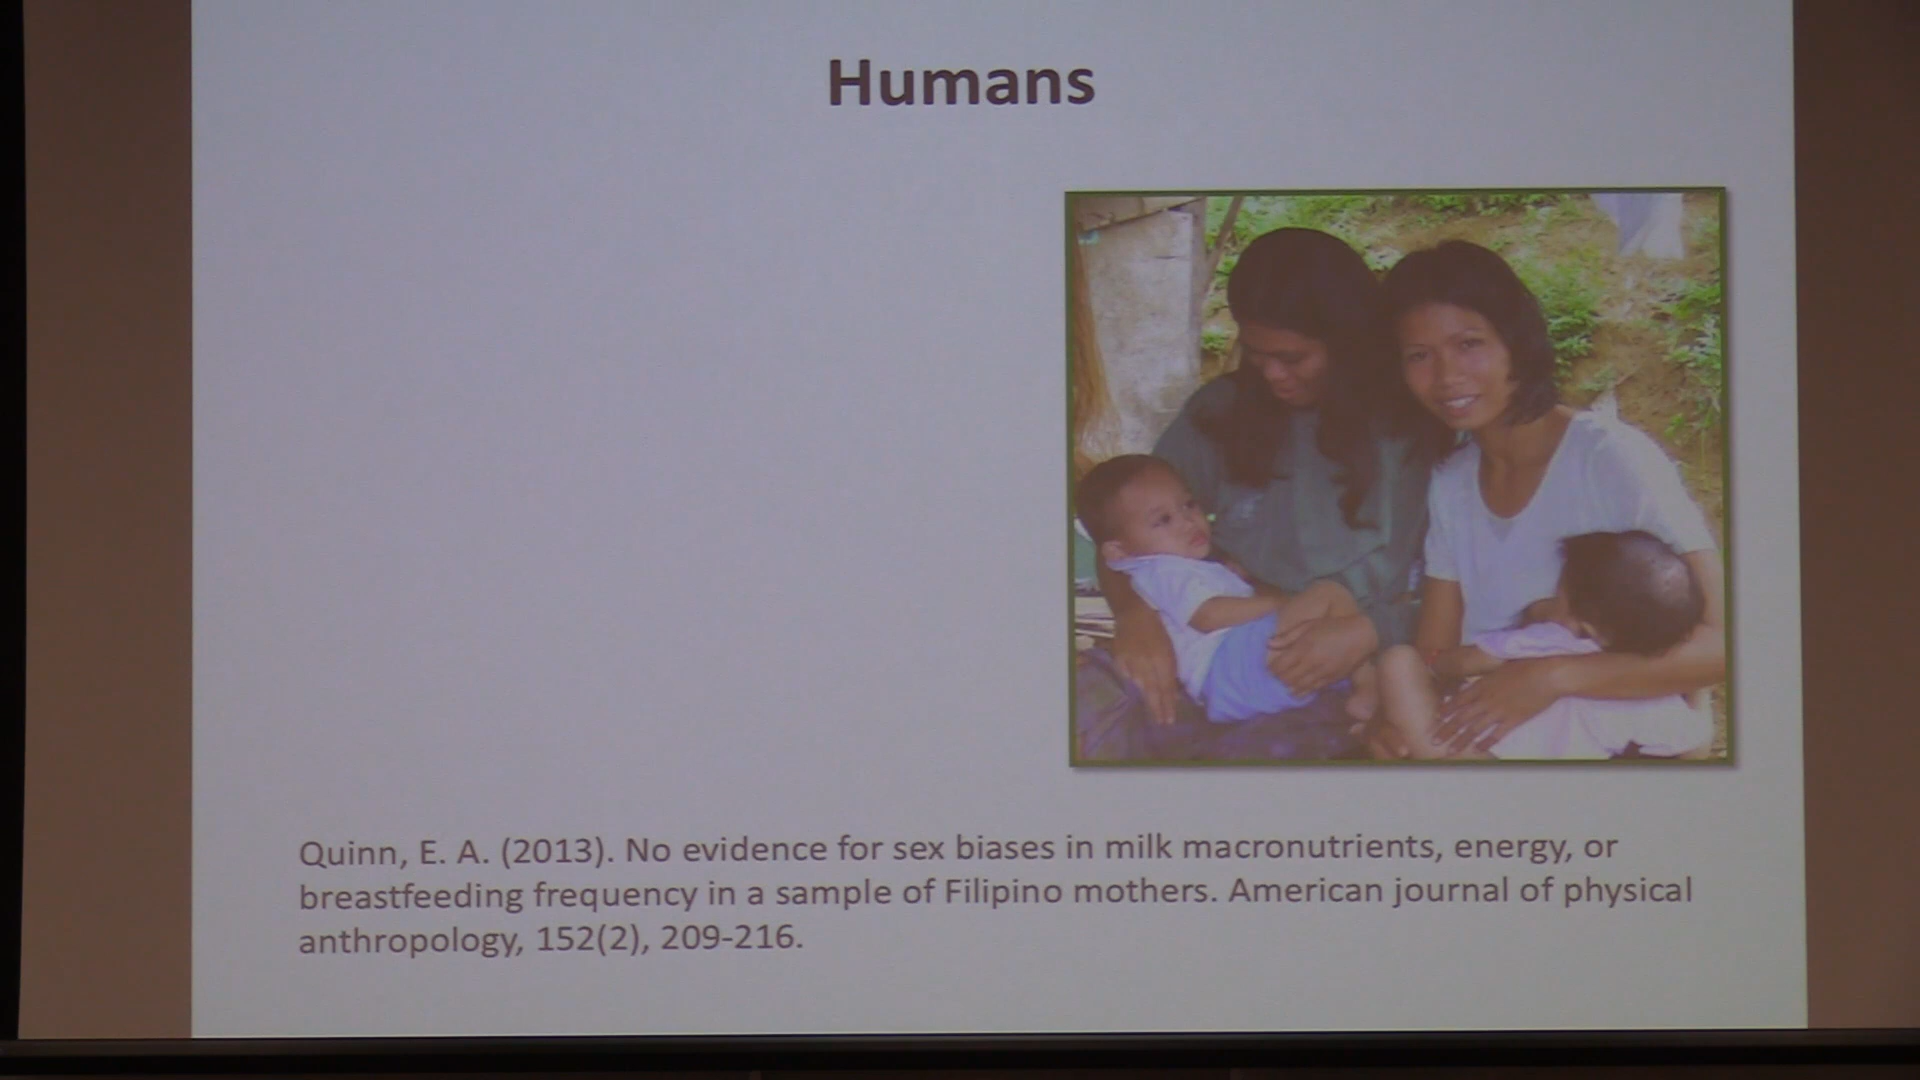 Humans
Quinn, E. A. (2013). No evidence for sex biases in milk macronutrients, energy, or
breastfeeding frequency in a sample of Filipino mothers. American journal of physical
anthropology, 152(2), 209-216.